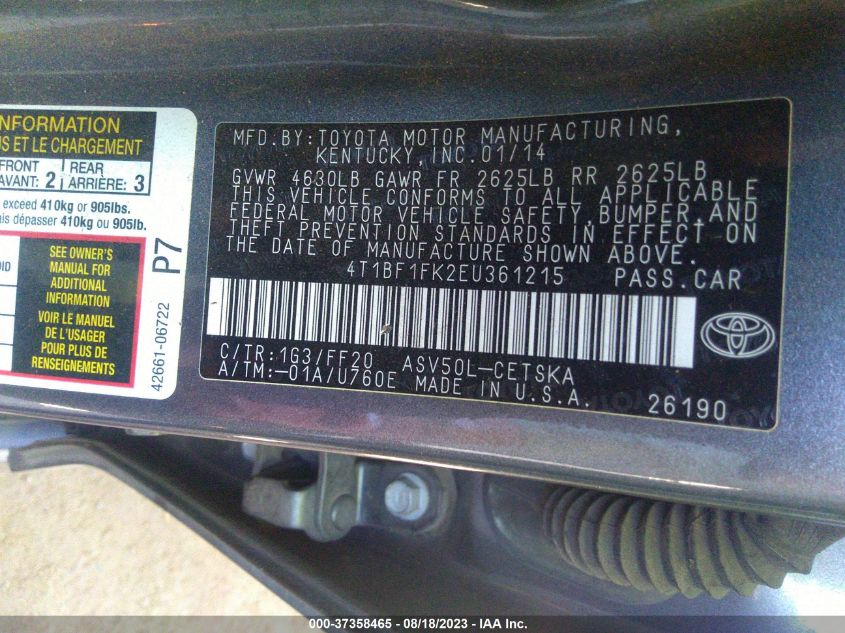 NFORMATION
US ET LE CHARGEMENT
FRONT
AVANT: 2
REAR
ARRIÈRE: 3
exceed 410kg or 905lbs.
ais dépasser 410kg ou 905lb.
OID
SEE OWNER'S
MANUAL FOR
ADDITIONAL
INFORMATION
VOIR LE MANUEL
DE L'USAGER
POUR PLUS DE
RENSEIGNEMENTS
P7
42661-06722
MFD.BY:TOYOTA MOTOR MANUFACTURING,
KENTUCKY, INC.01/14
GVWR 4630LB GAWR FR 2625LB RR 2625LB
THIS VEHICLE CONFORMS TO ALL APPLICABLE
FEDERAL MOTOR VEHICLE SAFETY, BUMPER,AND
THEFT PREVENTION STANDARDS IN EFFECT ON
THE DATE OF MANUFACTURE SHOWN ABOVE.
4T1BF1FK2EU361215 PASS.CAR
C/TR:1G3/FF20 ASV50L-CETSKA
A/TM:-01A/U760E MADE IN U.S.A. 26190
000-37358465 - 08/18/2023 - IAA Inc.